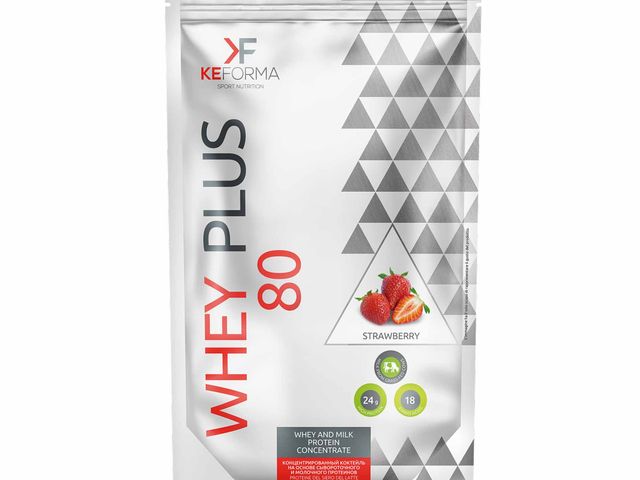 KF
KEFORMA
SPORT NUTRITION
WHEY PLUS
80
STRAWBERRY
24 g
18
WHEY AND MILK
PROTEIN
CONCENTRATE
КОНЦЕНТРИРОВАННЫЙ КОКТЕЙЛЬ
НА ОСНОВЕ СЫВОРОТОЧНОГО
И МОЛОЧНОГО ПРОТЕИНОВ
PROTEINE DEL SIERO DEL LATTE